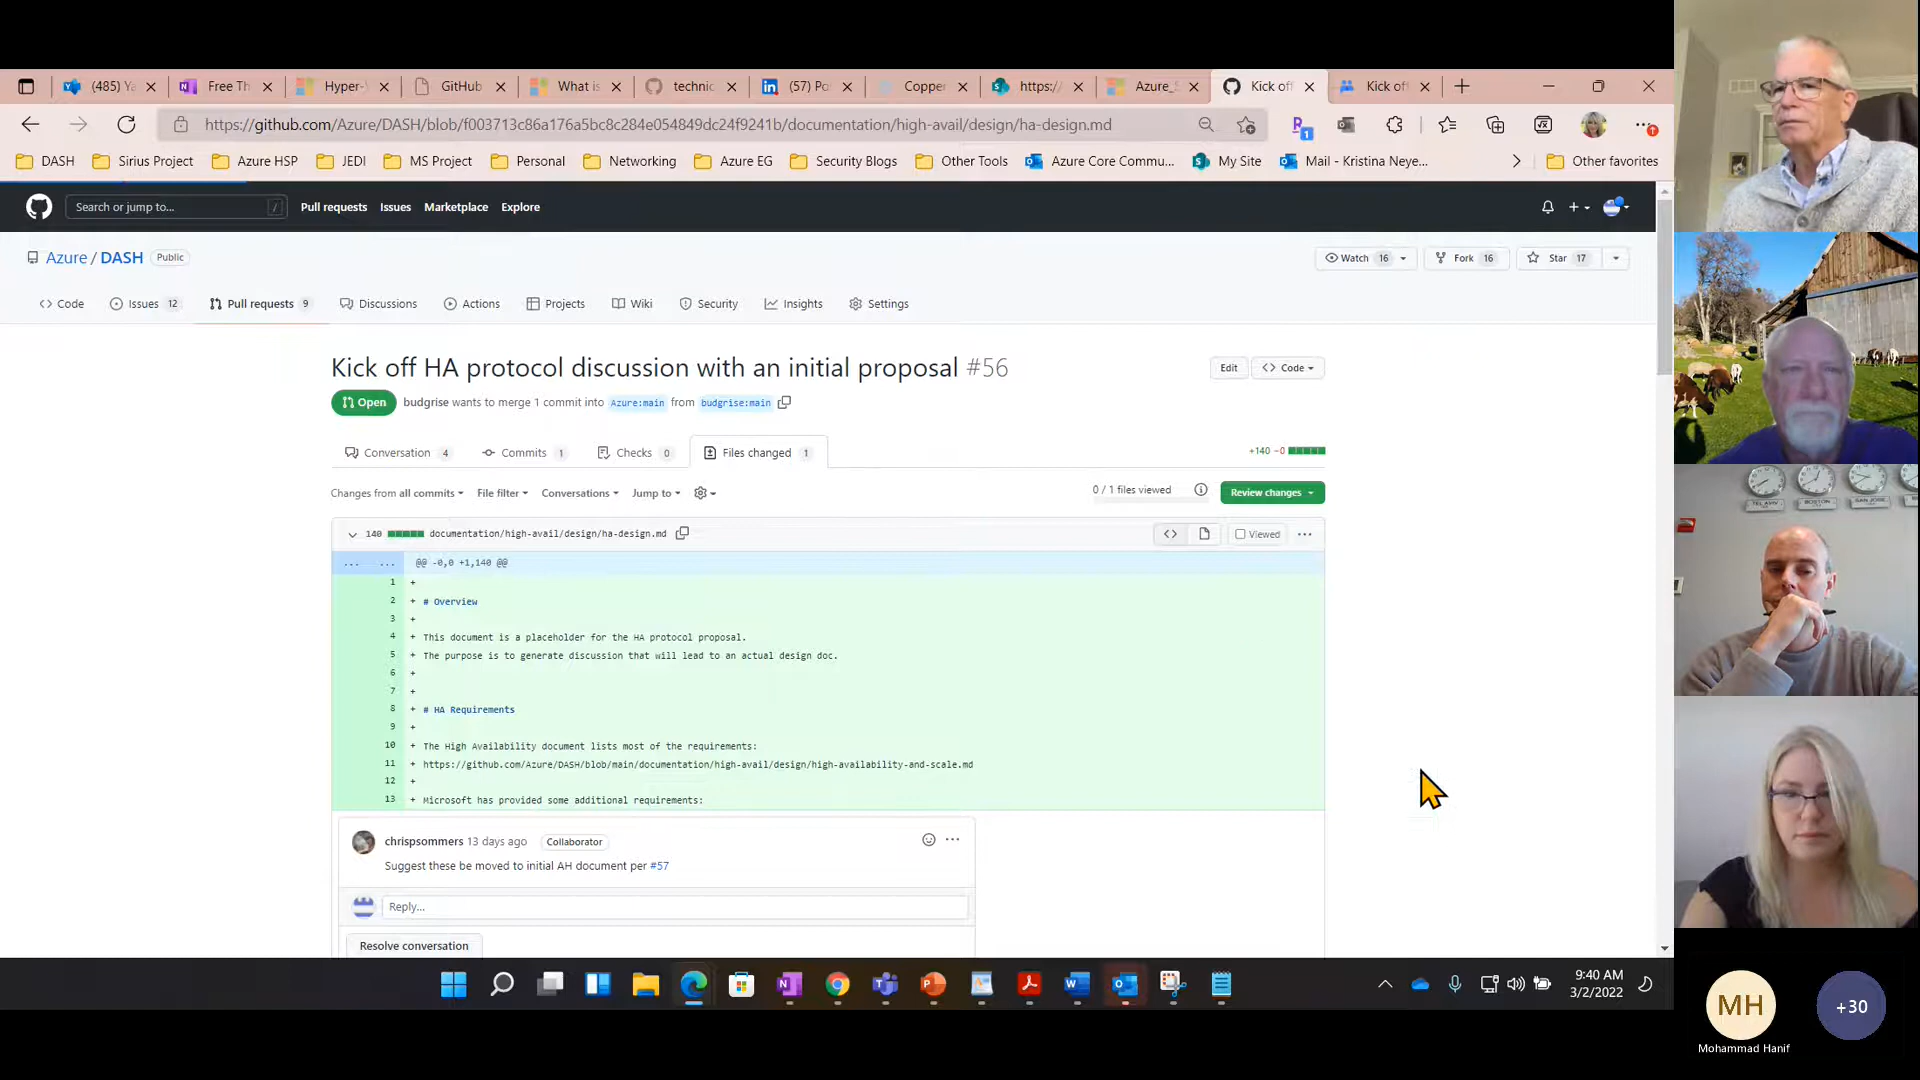 (485) Ya
Free Th
Hyper-
GitHub
What is
technic
(57) Po
Copper
https://
Azure_S
Kick off
Kick off
https://github.com/Azure/DASH/blob/f003713c86a176a5bc8c284e054849dc24f9241b/documentation/high-avail/design/ha-design.md
1
DASH
Sirius Project
Azure HSP
JEDI
MS Project
Personal
Networking
Azure EG
Security Blogs
Other Tools
Azure Core Commu...
My Site
Mail - Kristina Neye...
Other favorites
Search or jump to...
/
Pull requests
Issues
Marketplace
Explore
Azure / DASH Public
Watch 16
Fork 16
Star 17
Code
Issues 12
Pull requests 9
Discussions
Actions
Projects
Wiki
Security
Insights
Settings
Kick off HA protocol discussion with an initial proposal #56
Edit
Code
Open
budgrise wants to merge 1 commit into Azure:main from budgrise:main
Conversation 4
Commits 1
Checks 0
Files changed 1
+140 −0
Changes from all commits
File filter
Conversations
Jump to
0 / 1 files viewed
Review changes
140 documentation/high-avail/design/ha-design.md
Viewed
... ... @@ -0,0 +1,140 @@
1 +
2 + # Overview
3 +
4 + This document is a placeholder for the HA protocol proposal.
5 + The purpose is to generate discussion that will lead to an actual design doc.
6 +
7 +
8 + # HA Requirements
9 +
10 + The High Availability document lists most of the requirements:
11 + https://github.com/Azure/DASH/blob/main/documentation/high-avail/design/high-availability-and-scale.md
12 +
13 + Microsoft has provided some additional requirements:
chrispsommers 13 days ago Collaborator
Suggest these be moved to initial AH document per #57
Reply...
Resolve conversation
9:40 AM
3/2/2022
TEL AVIV
BOSTON
SAN JOSE
MH
+30
Mohammad Hanif